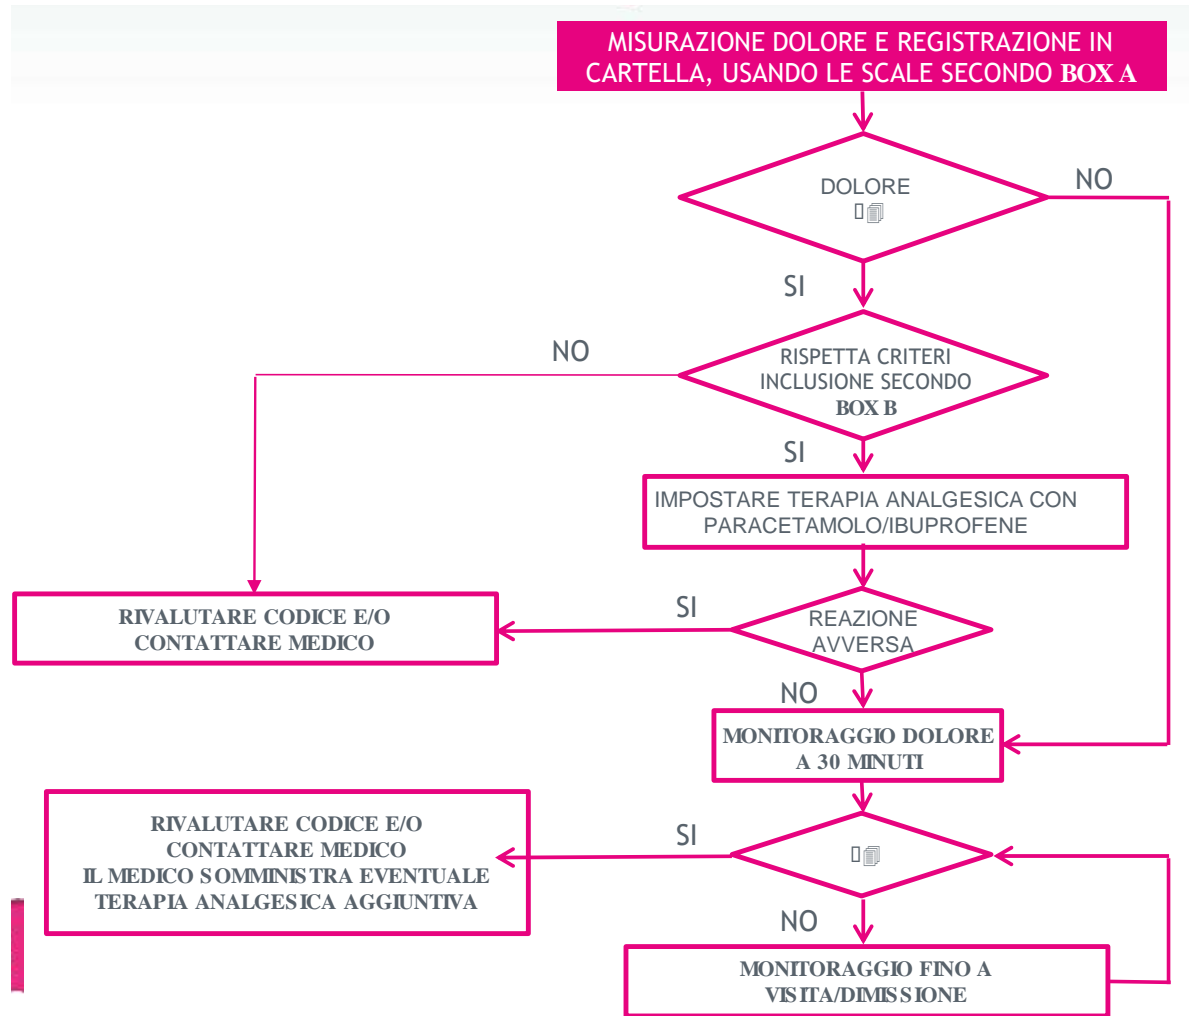 MISURAZIONE DOLORE E REGISTRAZIONE IN
CARTELLA, USANDO LE SCALE SECONDO BOX A
DOLORE
NO
SI
RISPETTA CRITERI
INCLUSIONE SECONDO
BOX B
NO
SI
IMPOSTARE TERAPIA ANALGESICA CON
PARACETAMOLO/IBUPROFENE
REAZIONE
AVVERSA
SI
RIVALUTARE CODICE E/O
CONTATTARE MEDICO
NO
MONITORAGGIO DOLORE
A 30 MINUTI
SI
RIVALUTARE CODICE E/O
CONTATTARE MEDICO
IL MEDICO SOMMINISTRA EVENTUALE
TERAPIA ANALGESICA AGGIUNTIVA
NO
MONITORAGGIO FINO A
VISITA/DIMISSIONE